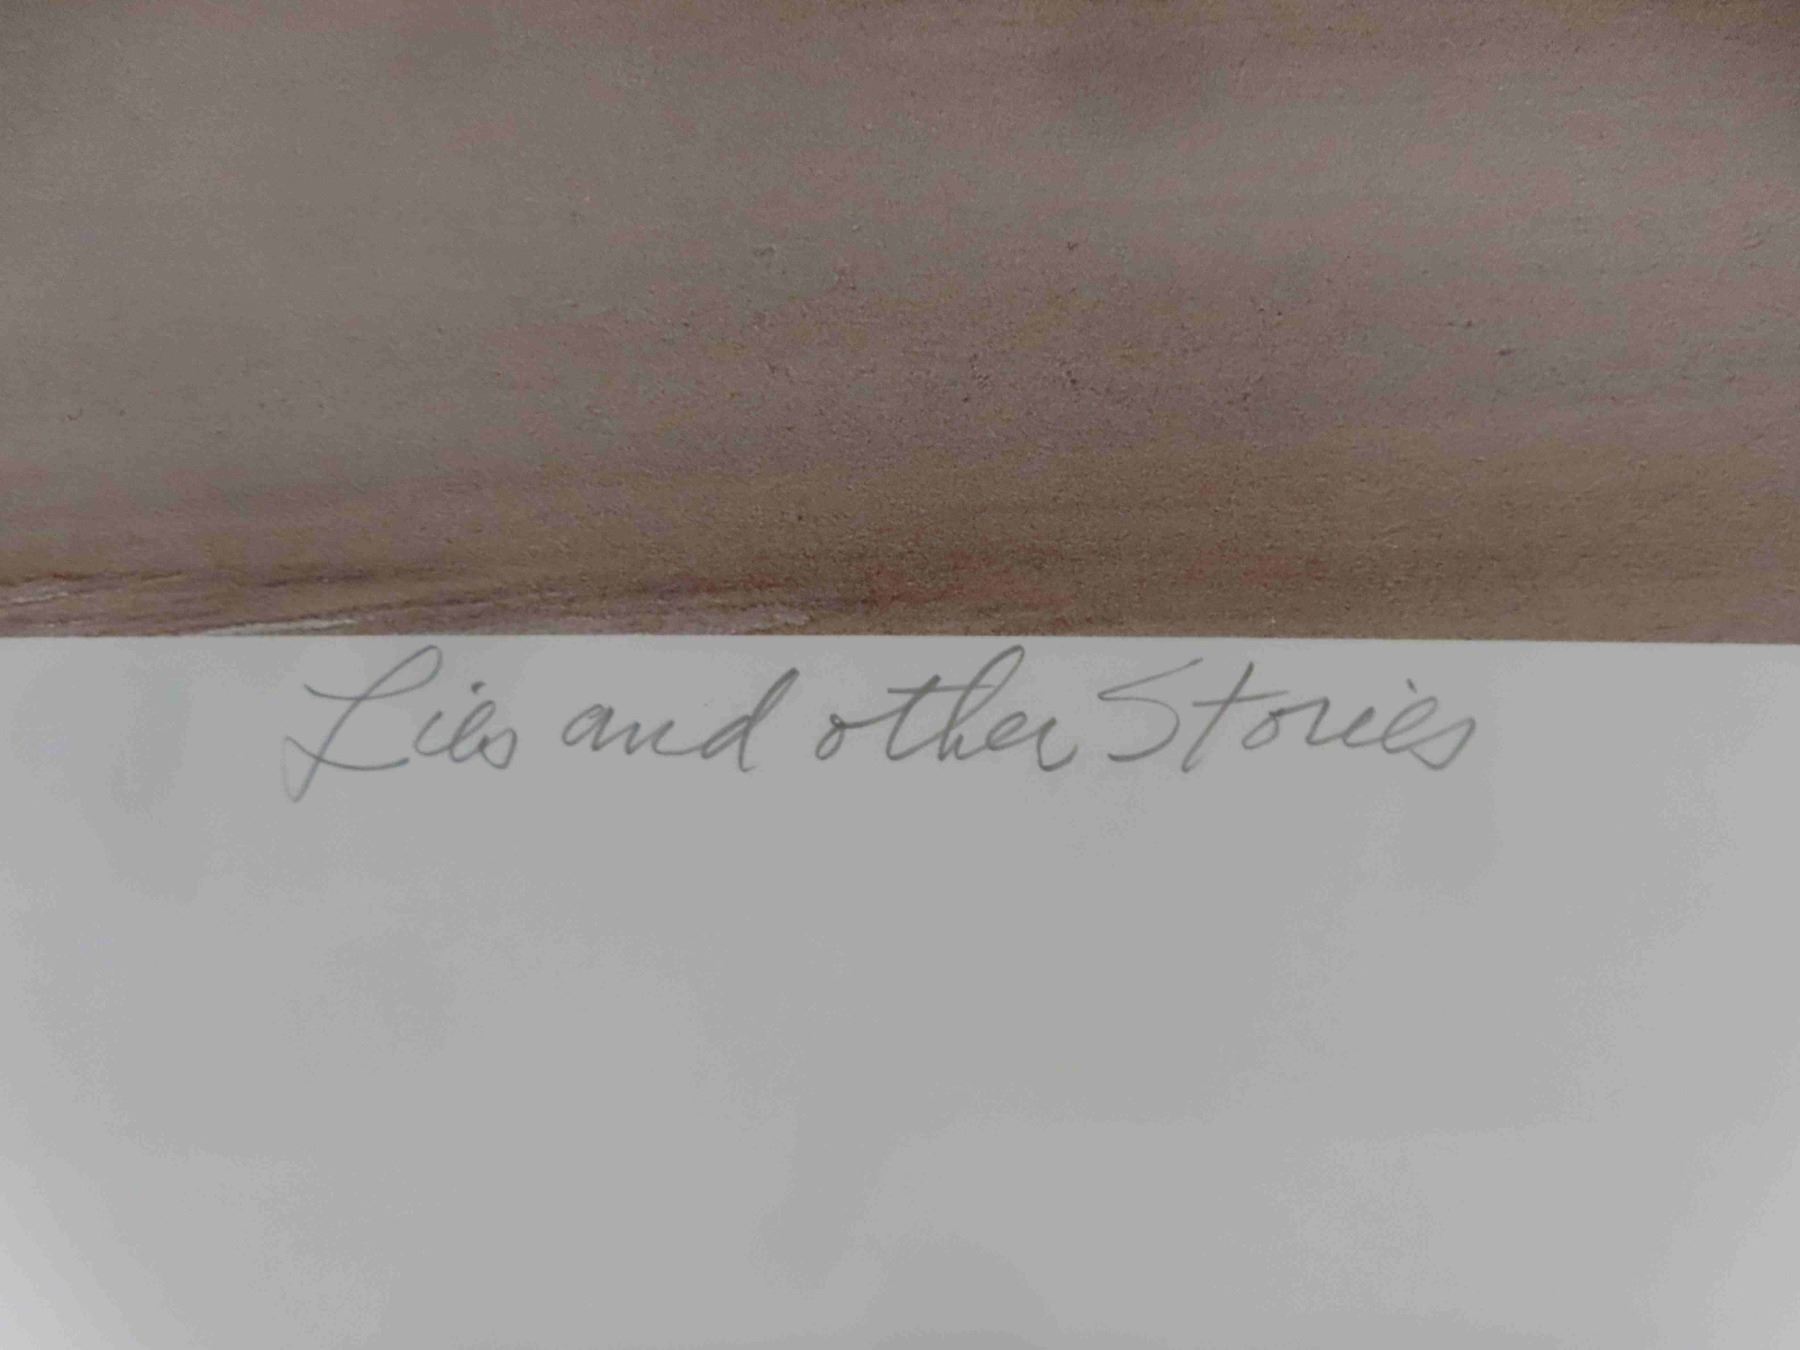 Lies and other Stories